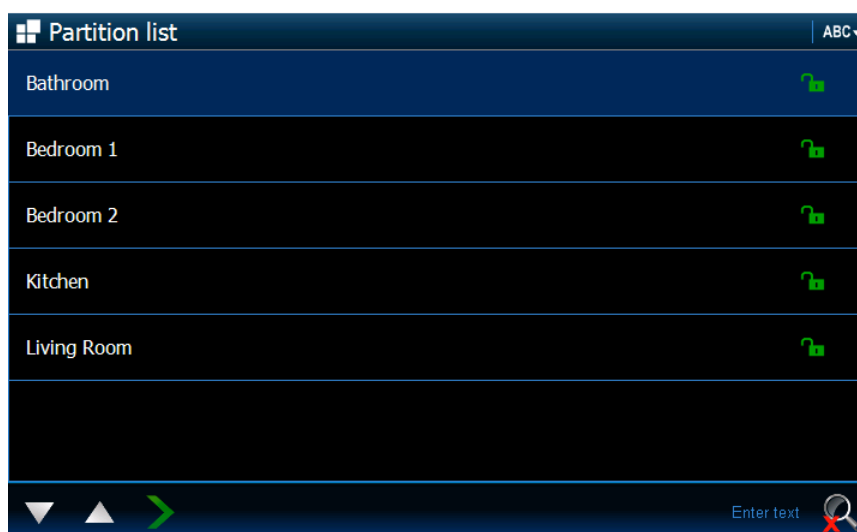 Partition list
ABC
Bathroom
Bedroom 1
Bedroom 2
Kitchen
Living Room
Enter text